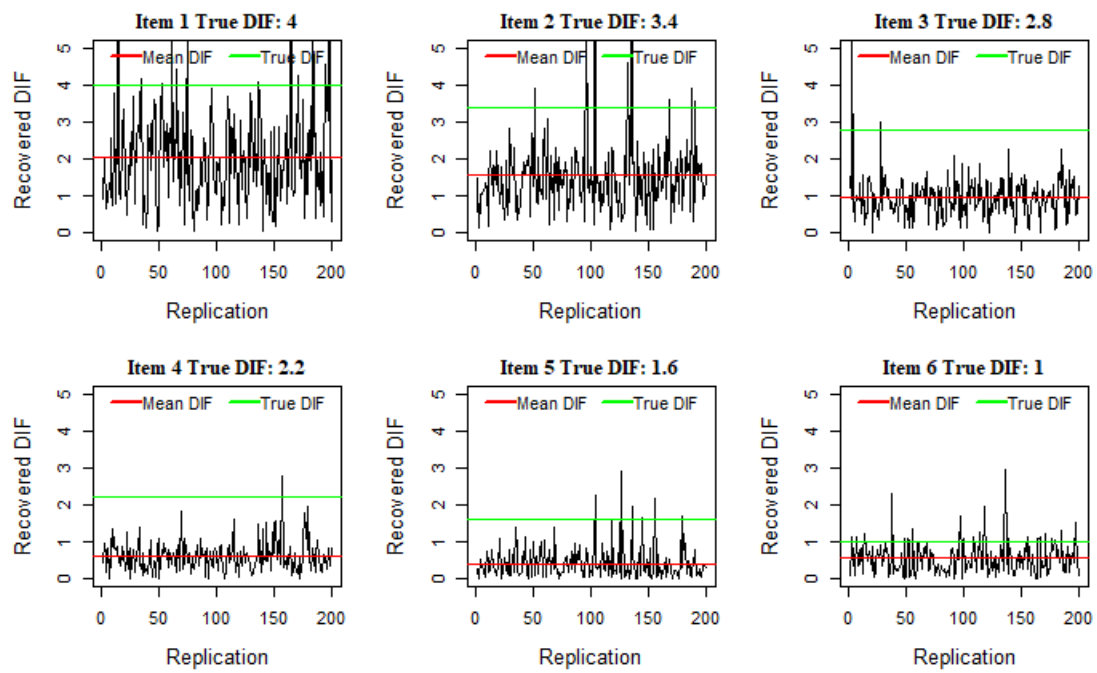 Item 1 True DIF: 4
Mean DIF True DIF
5
4
3
2
1
0
Recovered DIF
0 50 100 150 200
Replication
Item 2 True DIF: 3.4
Mean DIF True DIF
5
4
3
2
1
0
Recovered DIF
0 50 100 150 200
Replication
Item 3 True DIF: 2.8
Mean DIF True DIF
5
4
3
2
1
0
Recovered DIF
0 50 100 150 200
Replication
Item 4 True DIF: 2.2
Mean DIF True DIF
5
4
3
2
1
0
Recovered DIF
0 50 100 150 200
Replication
Item 5 True DIF: 1.6
Mean DIF True DIF
5
4
3
2
1
0
Recovered DIF
0 50 100 150 200
Replication
Item 6 True DIF: 1
Mean DIF True DIF
5
4
3
2
1
0
Recovered DIF
0 50 100 150 200
Replication